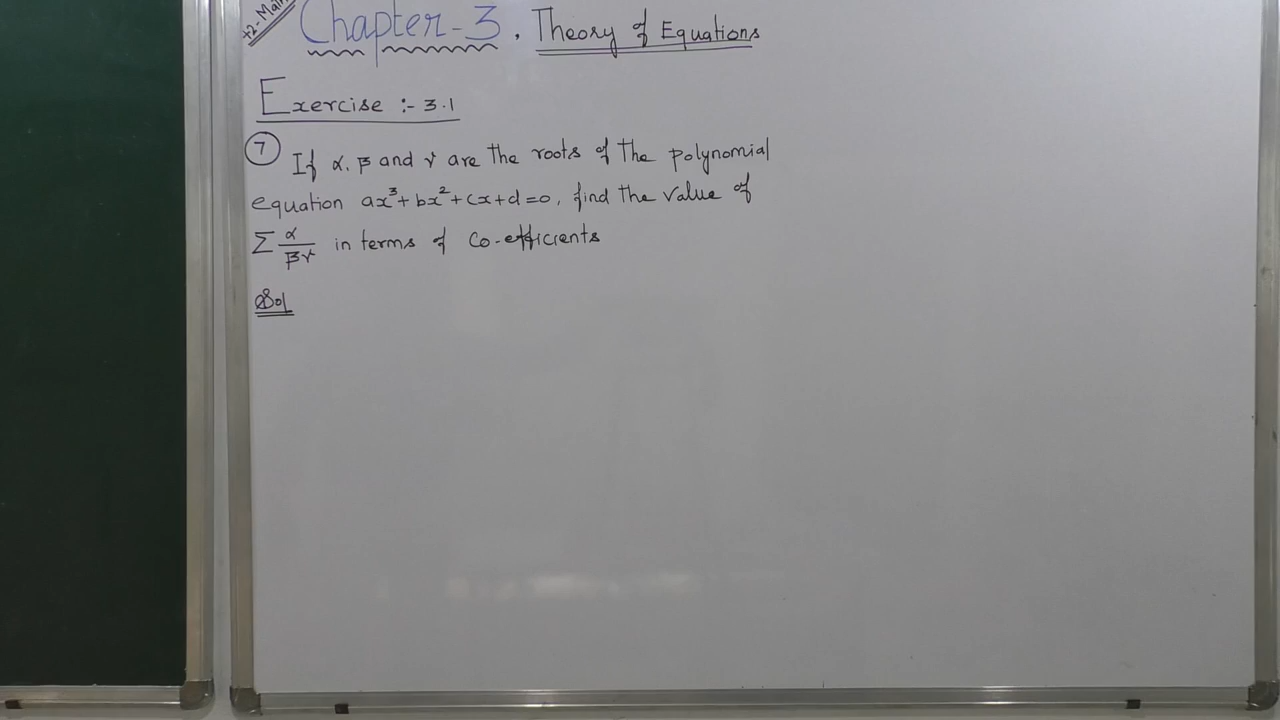 +2-Mat
Chapter-3. Theory of Equations
Exercise :- 3.1
7 If α, β and γ are the roots of the polynomial
equation ax³+bx²+cx+d=0, find the value of
Σ α/βγ in terms of Co-efficients
Sol